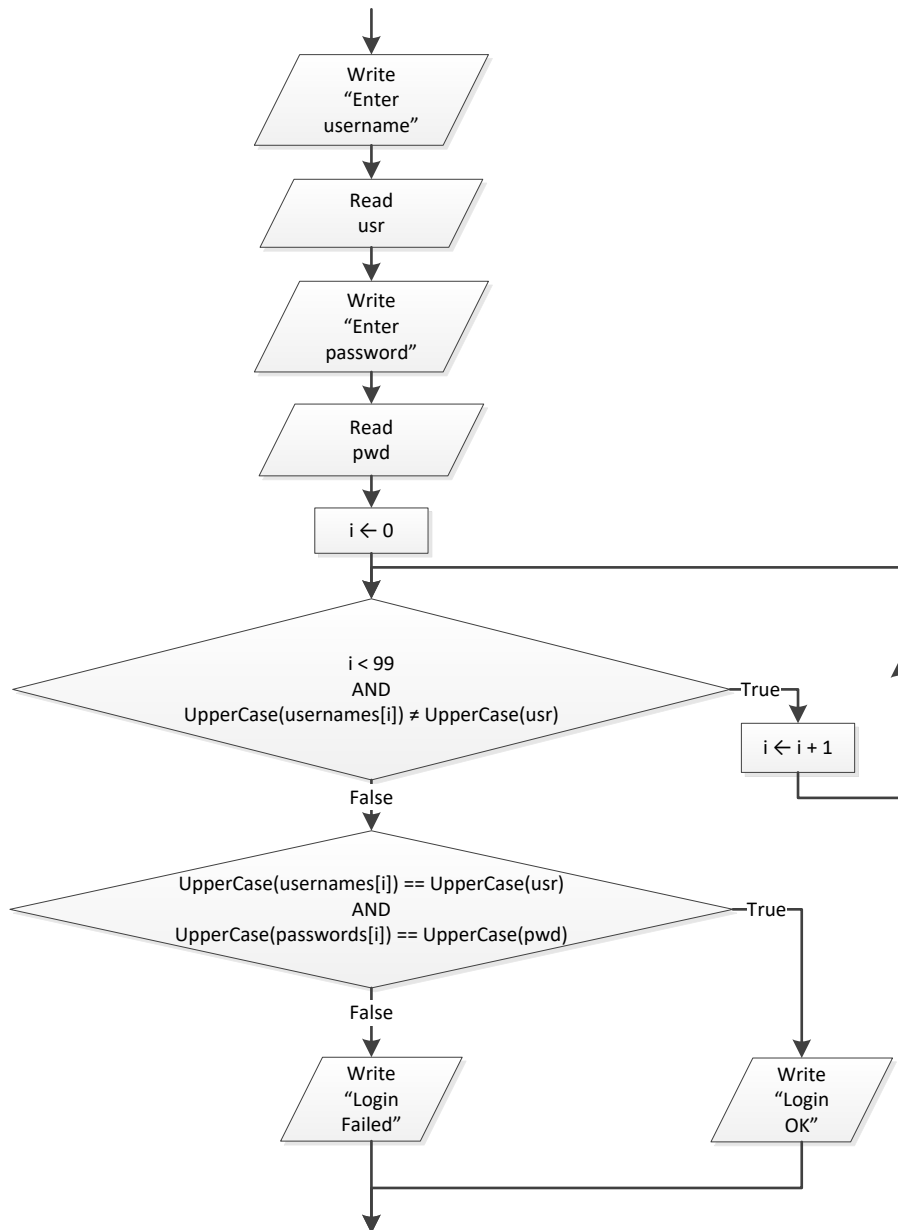 Write
“Enter
username”
Read
usr
Write
“Enter
password”
Read
pwd
i ← 0
i < 99
AND
UpperCase(usernames[i]) ≠ UpperCase(usr)
True
i ← i + 1
False
UpperCase(usernames[i]) == UpperCase(usr)
AND
UpperCase(passwords[i]) == UpperCase(pwd)
True
False
Write
“Login
Failed”
Write
“Login
OK”